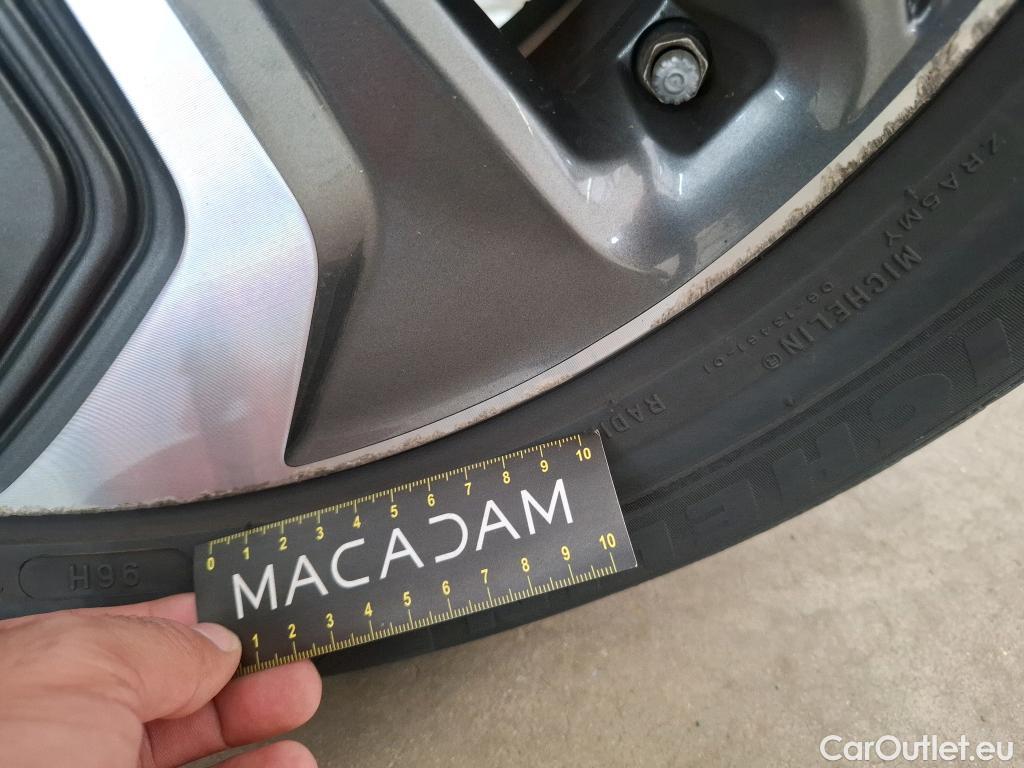 ZRA5MY
MICHELIN®
RADI
H96
0 1 2 3 4 5 6 7 8 9 10
MACADAM
1 2 3 4 5 6 7 8 9 10
CarOutlet.eu